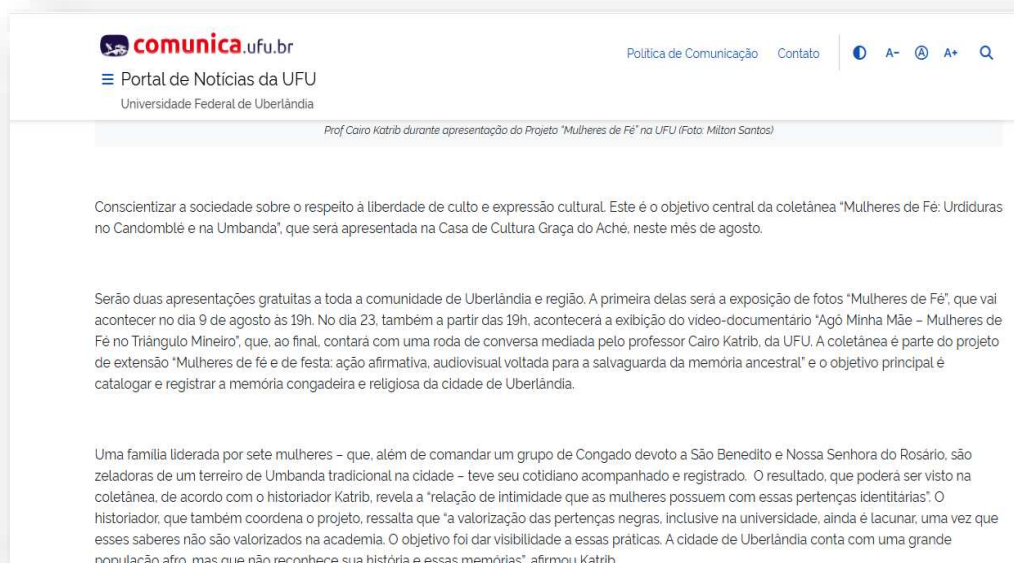 comunica.ufu.br
Política de Comunicação Contato A- A A+
Portal de Notícias da UFU
Universidade Federal de Uberlândia
Prof Cairo Katrib durante apresentação do Projeto "Mulheres de Fé" na UFU (Foto: Milton Santos)
Conscientizar a sociedade sobre o respeito à liberdade de culto e expressão cultural. Este é o objetivo central da coletânea “Mulheres de Fé: Urdiduras
no Candomblé e na Umbanda”, que será apresentada na Casa de Cultura Graça do Aché, neste mês de agosto.
Serão duas apresentações gratuitas a toda a comunidade de Uberlândia e região. A primeira delas será a exposição de fotos “Mulheres de Fé”, que vai
acontecer no dia 9 de agosto às 19h. No dia 23, também a partir das 19h, acontecerá a exibição do vídeo-documentário “Agô Minha Mãe – Mulheres de
Fé no Triângulo Mineiro”, que, ao final, contará com uma roda de conversa mediada pelo professor Cairo Katrib, da UFU. A coletânea é parte do projeto
de extensão “Mulheres de fé e de festa: ação afirmativa, audiovisual voltada para a salvaguarda da memória ancestral” e o objetivo principal é
catalogar e registrar a memória congadeira e religiosa da cidade de Uberlândia.
Uma família liderada por sete mulheres – que, além de comandar um grupo de Congado devoto a São Benedito e Nossa Senhora do Rosário, são
zeladoras de um terreiro de Umbanda tradicional na cidade – teve seu cotidiano acompanhado e registrado. O resultado, que poderá ser visto na
coletânea, de acordo com o historiador Katrib, revela a “relação de intimidade que as mulheres possuem com essas pertenças identitárias”. O
historiador, que também coordena o projeto, ressalta que “a valorização das pertenças negras, inclusive na universidade, ainda é lacunar, uma vez que
esses saberes não são valorizados na academia. O objetivo foi dar visibilidade a essas práticas. A cidade de Uberlândia conta com uma grande
população afro, mas que não reconhece sua história e essas memórias”, afirmou Katrib.